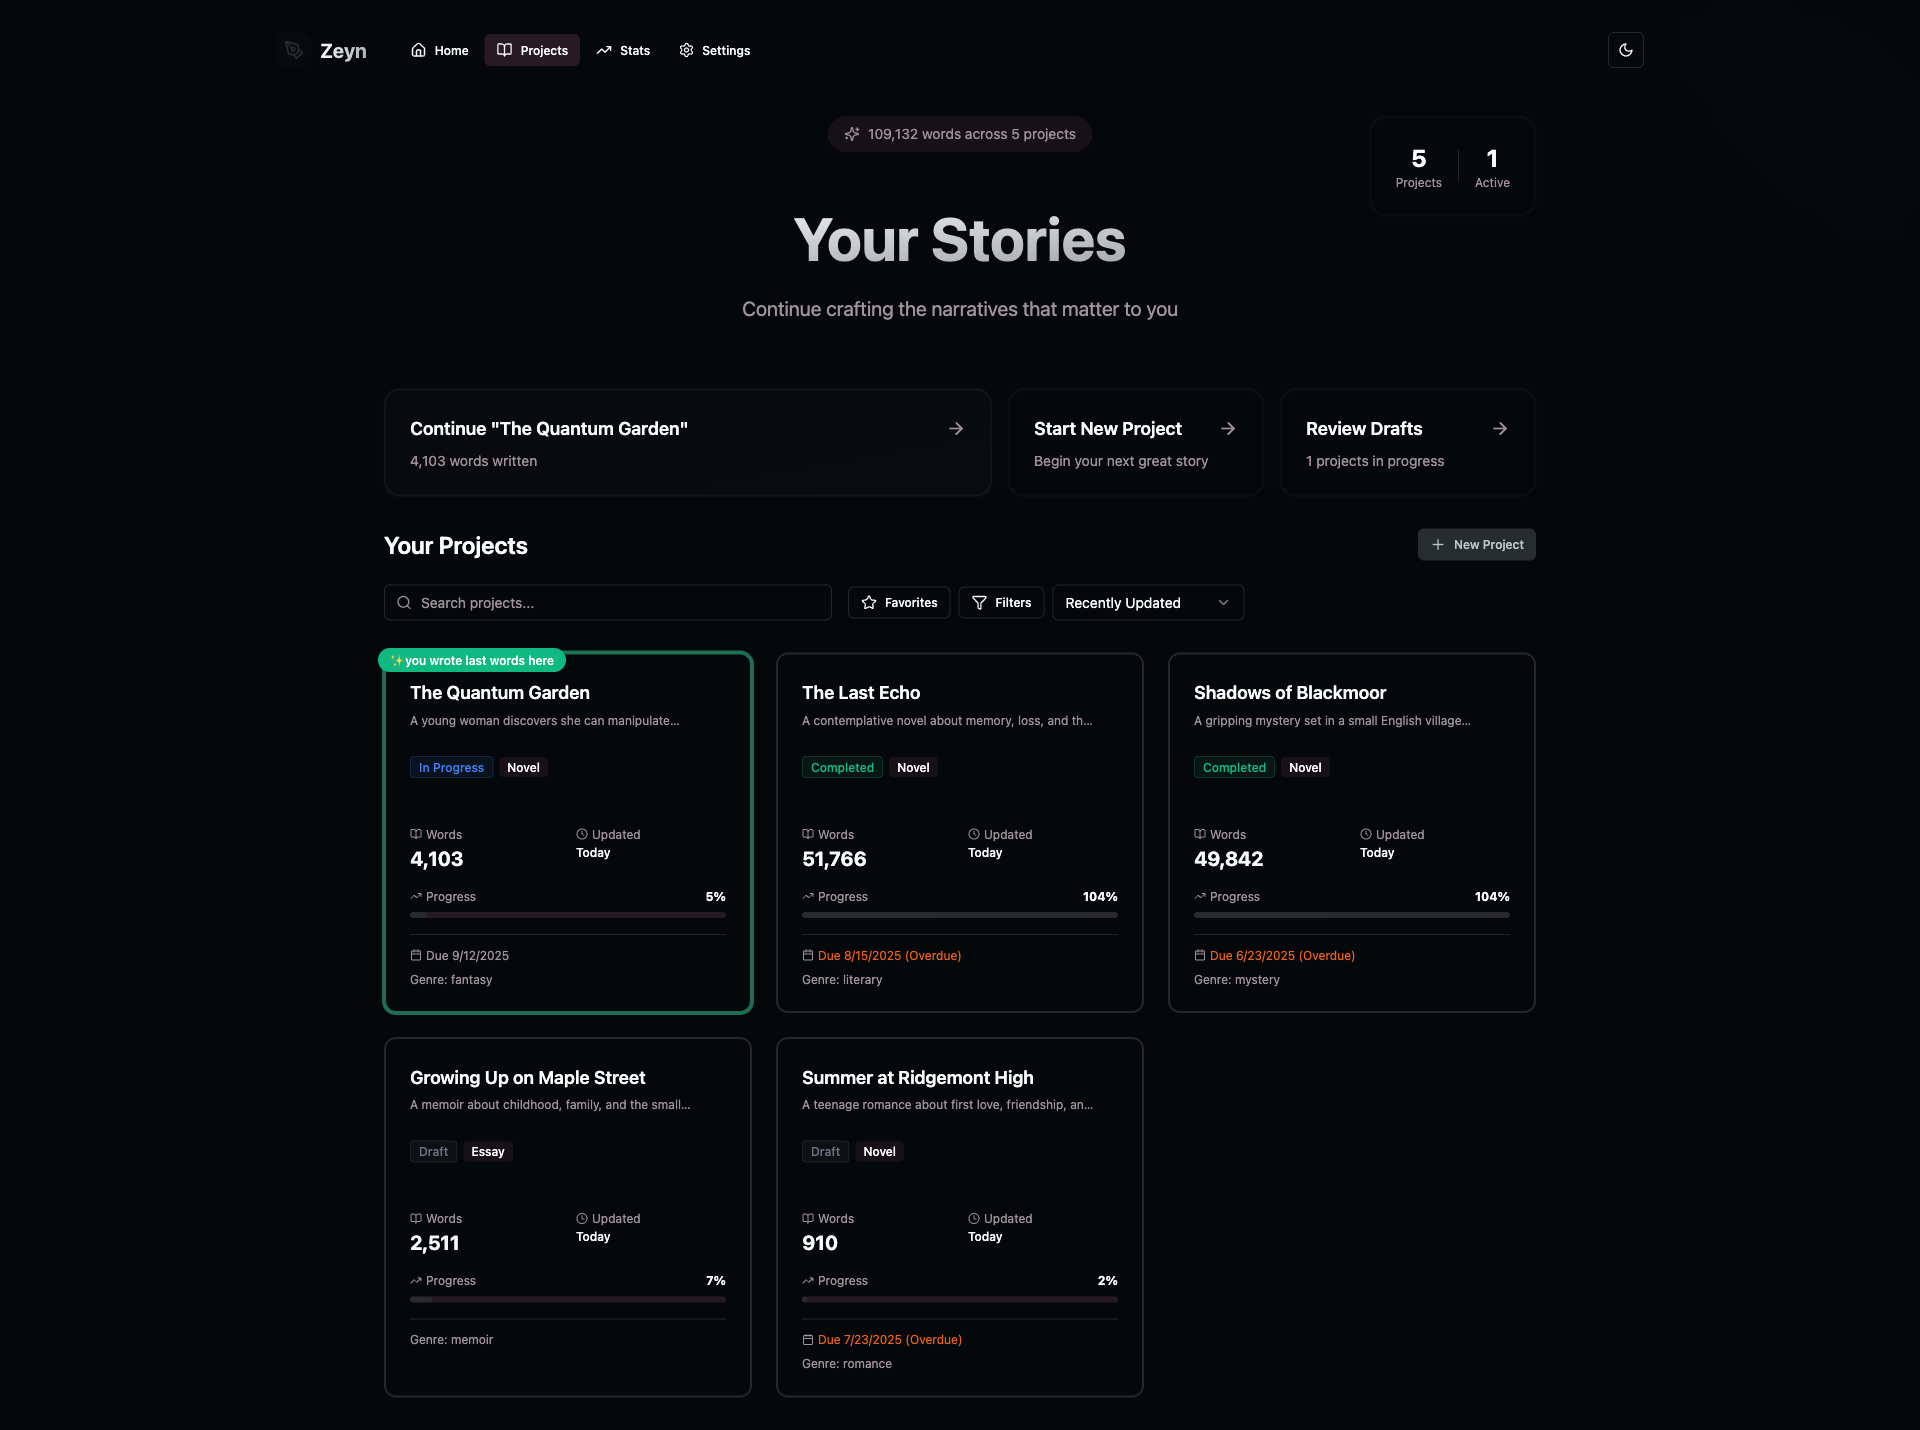 Zeyn
Home
Projects
Stats
Settings
109,132 words across 5 projects
5
Projects
1
Active
Your Stories
Continue crafting the narratives that matter to you
Continue "The Quantum Garden"
4,103 words written
Start New Project
Begin your next great story
Review Drafts
1 projects in progress
Your Projects
New Project
Search projects...
Favorites
Filters
Recently Updated
✨you wrote last words here
The Quantum Garden
A young woman discovers she can manipulate...
In Progress
Novel
Words
4,103
Updated
Today
Progress
5%
Due 9/12/2025
Genre: fantasy
The Last Echo
A contemplative novel about memory, loss, and th...
Completed
Novel
Words
51,766
Updated
Today
Progress
104%
Due 8/15/2025 (Overdue)
Genre: literary
Shadows of Blackmoor
A gripping mystery set in a small English village...
Completed
Novel
Words
49,842
Updated
Today
Progress
104%
Due 6/23/2025 (Overdue)
Genre: mystery
Growing Up on Maple Street
A memoir about childhood, family, and the small...
Draft
Essay
Words
2,511
Updated
Today
Progress
7%
Genre: memoir
Summer at Ridgemont High
A teenage romance about first love, friendship, an...
Draft
Novel
Words
910
Updated
Today
Progress
2%
Due 7/23/2025 (Overdue)
Genre: romance